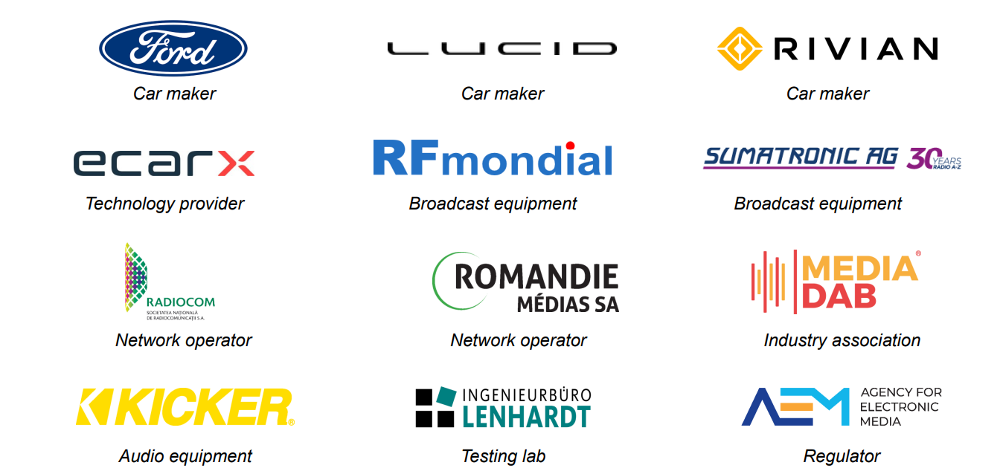 Ford
LUCID
RIVIAN
Car maker
Car maker
Car maker
ecarx
RFmondial
SUMATRONIC AG 30 YEARS
RADIO A-Z
Technology provider
Broadcast equipment
Broadcast equipment
RADIOCOM
SOCIETATEA NAȚIONALĂ
DE RADIOCOMUNICAȚII S.A.
ROMANDIE
MÉDIAS SA
MEDIA®
DAB
Network operator
Network operator
Industry association
KICKER®
INGENIEURBÜRO
LENHARDT
AEM
AGENCY FOR
ELECTRONIC
MEDIA
Audio equipment
Testing lab
Regulator